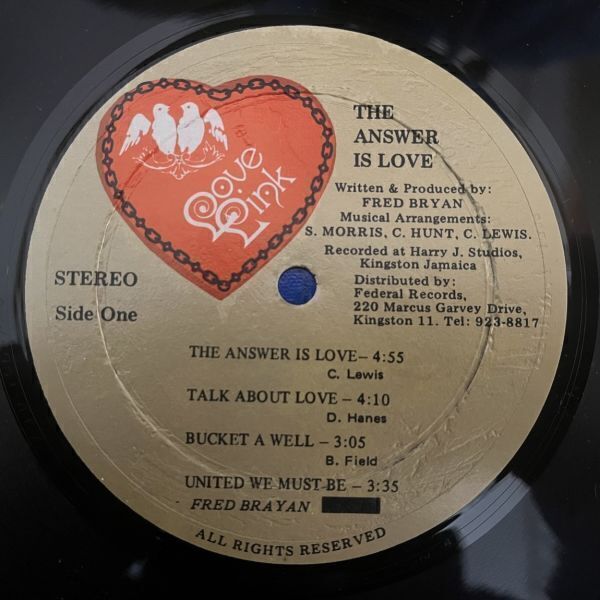 Love
Link
THE
ANSWER
IS LOVE
Written & Produced by:
FRED BRYAN
Musical Arrangements:
S. MORRIS, C. HUNT, C. LEWIS.
Recorded at Harry J. Studios,
Kingston Jamaica
Distributed by:
Federal Records,
220 Marcus Garvey Drive,
Kingston 11. Tel: 923-8817
STEREO
Side One
THE ANSWER IS LOVE – 4:55
C. Lewis
TALK ABOUT LOVE – 4:10
D. Hanes
BUCKET A WELL – 3:05
B. Field
UNITED WE MUST BE – 3:35
FRED BRAYAN
ALL RIGHTS RESERVED